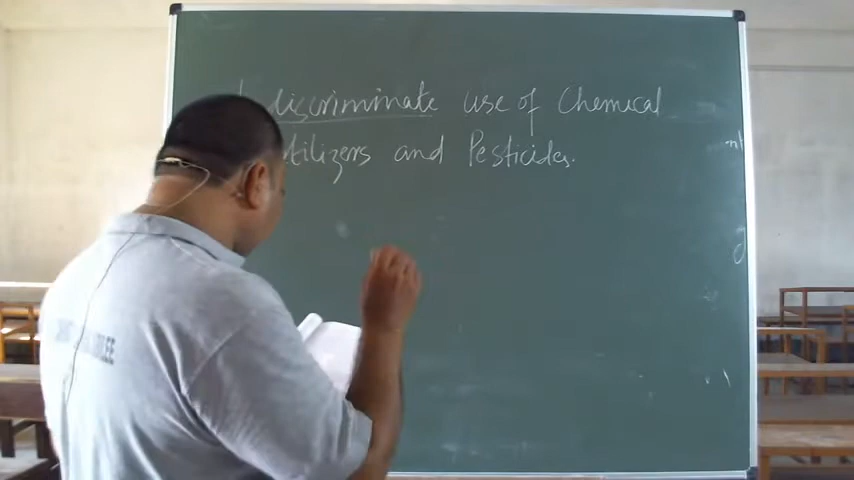 discriminate use of Chemical
tilizers and Pesticides.